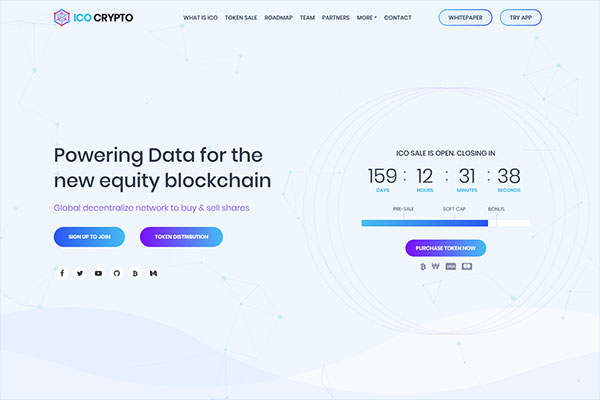 ICO CRYPTO
WHAT IS ICO TOKEN SALE ROADMAP TEAM PARTNERS MORE CONTACT
WHITEPAPER TRY APP
Powering Data for the
new equity blockchain
Global decentralize network to buy & sell shares
SIGN UP TO JOIN TOKEN DISTRIBUTION
ICO SALE IS OPEN. CLOSING IN
159 : 12 : 31 : 38
DAYS HOURS MINUTES SECONDS
PRE-SALE SOFT CAP BONUS
PURCHASE TOKEN NOW